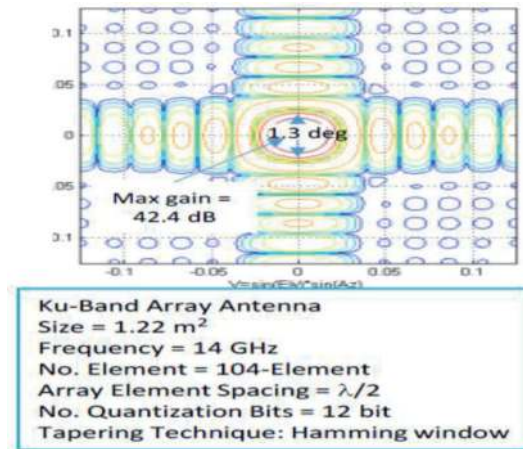 0.1
.05
0
.05
0.1
1.3 deg
Max gain =
42.4 dB
-0.1 -0.05 0 0.05 0.1
V=sin(El)*sin(Az)
Ku-Band Array Antenna
Size = 1.22 m²
Frequency = 14 GHz
No. Element = 104-Element
Array Element Spacing = λ/2
No. Quantization Bits = 12 bit
Tapering Technique: Hamming window